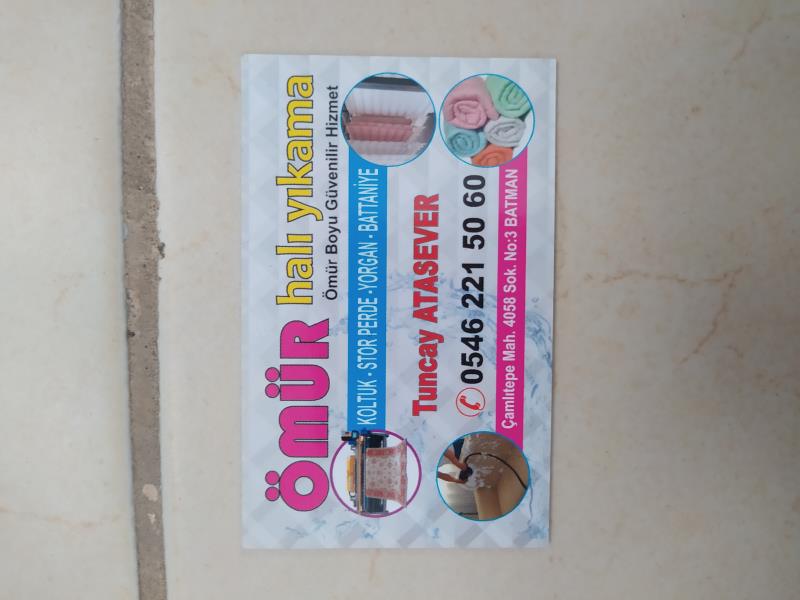 ÖMÜR halı yıkama
Ömür Boyu Güvenilir Hizmet
KOLTUK - STOR PERDE -YORGAN - BATTANİYE
Tuncay ATASEVER
0546 221 50 60
Çamlıtepe Mah. 4058 Sok. No:3 BATMAN